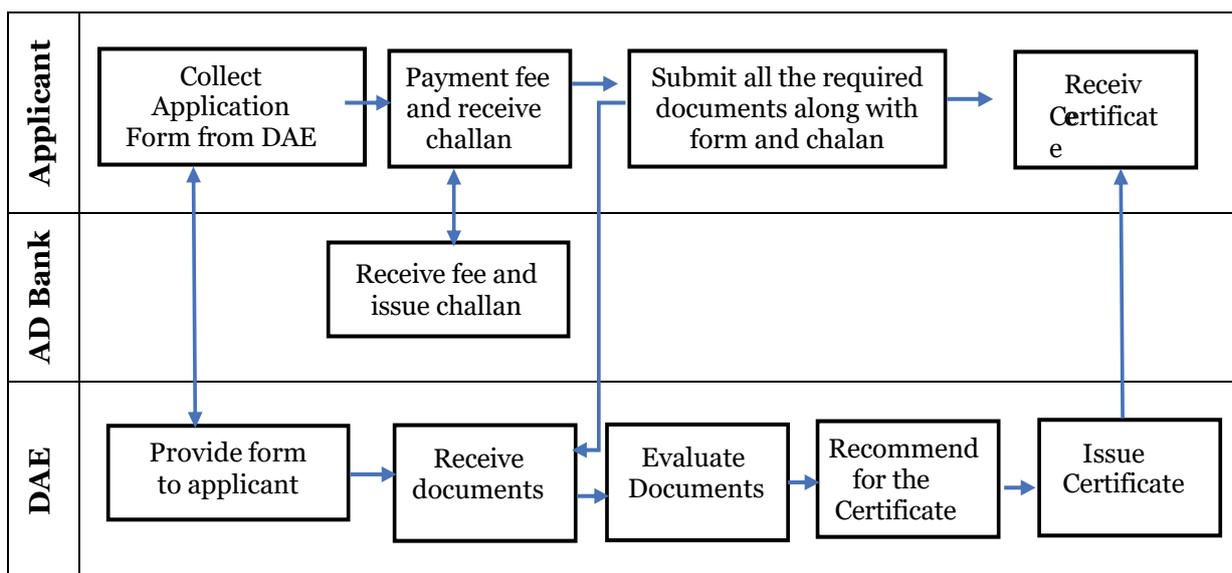 Applicant
Collect
Application
Form from DAE
Payment fee
and receive
challan
Submit all the required
documents along with
form and chalan
Receiv
e
Certificat
e
AD Bank
Receive fee and
issue challan
DAE
Provide form
to applicant
Receive
documents
Evaluate
Documents
Recommend
for the
Certificate
Issue
Certificate